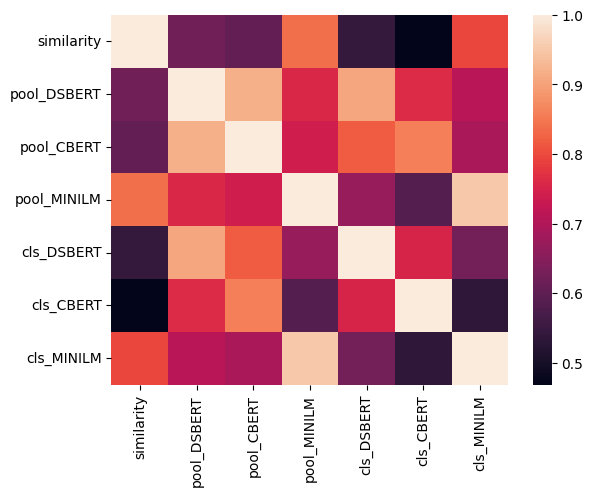 similarity
pool_DSBERT
pool_CBERT
pool_MINILM
cls_DSBERT
cls_CBERT
cls_MINILM
similarity
pool_DSBERT
pool_CBERT
pool_MINILM
cls_DSBERT
cls_CBERT
cls_MINILM
1.0
0.9
0.8
0.7
0.6
0.5